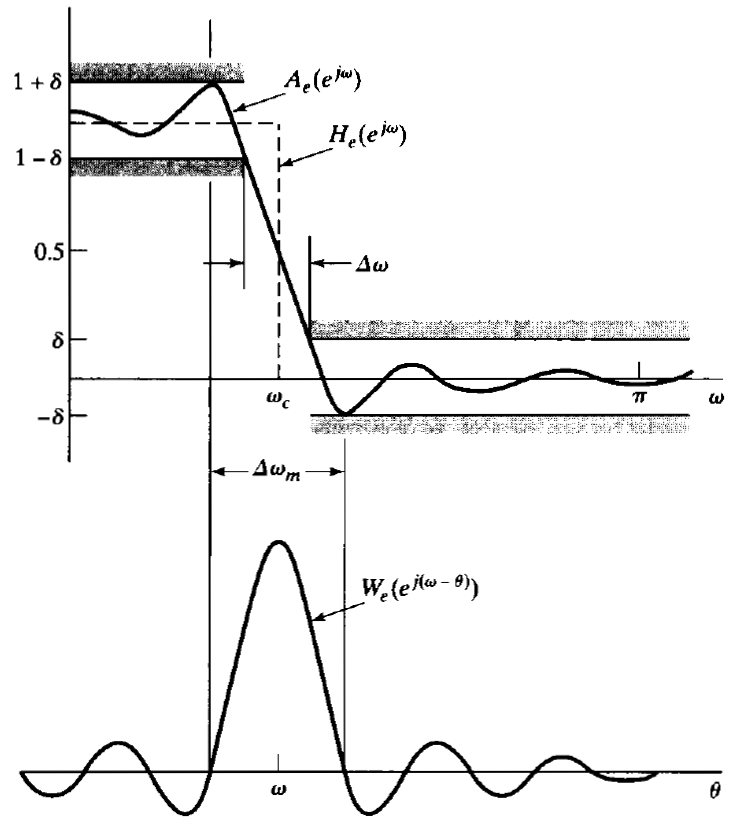 1 + δ
A_e(e^{jω})
H_e(e^{jω})
1 − δ
0.5
Δω
δ
ω_c
π
ω
−δ
Δω_m
W_e(e^{j(ω − θ)})
ω
θ